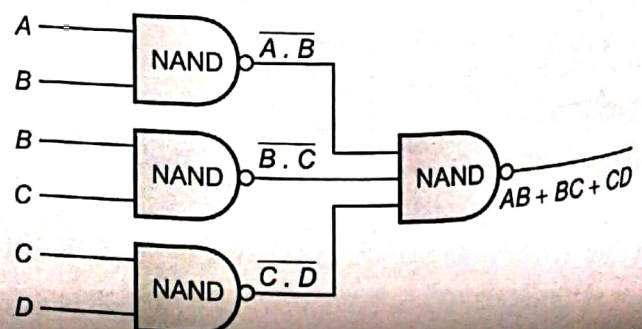 A
B
NAND
A . B
B
C
NAND
B . C
NAND
AB + BC + CD
C
D
NAND
C . D